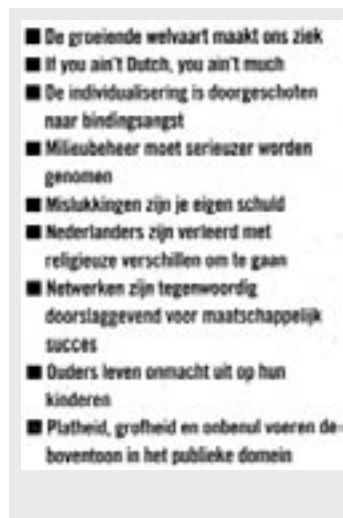 ■ De groeiende welvaart maakt ons ziek
■ If you ain't Dutch, you ain't much
■ De individualisering is doorgeschoten
naar bindingsangst
■ Milieubeheer moet serieuzer worden
genomen
■ Mislukkingen zijn je eigen schuld
■ Nederlanders zijn verleerd met
religieuze verschillen om te gaan
■ Netwerken zijn tegenwoordig
doorslaggevend voor maatschappelijk
succes
■ Ouders leven onmacht uit op hun
kinderen
■ Platheid, grofheid en onbenul voeren de
boventoon in het publieke domein